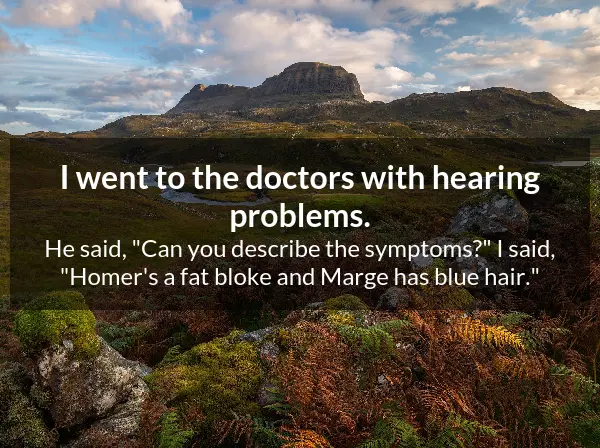 I went to the doctors with hearing
problems.
He said, "Can you describe the symptoms?" I said,
"Homer's a fat bloke and Marge has blue hair."